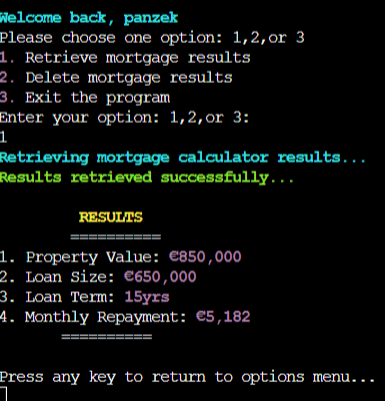 Welcome back, panzek
Please choose one option: 1,2,or 3
1. Retrieve mortgage results
2. Delete mortgage results
3. Exit the program
Enter your option: 1,2,or 3:
1
Retrieving mortgage calculator results...
Results retrieved successfully...
RESULTS
==========
1. Property Value: €850,000
2. Loan Size: €650,000
3. Loan Term: 15yrs
4. Monthly Repayment: €5,182
==========
Press any key to return to options menu...